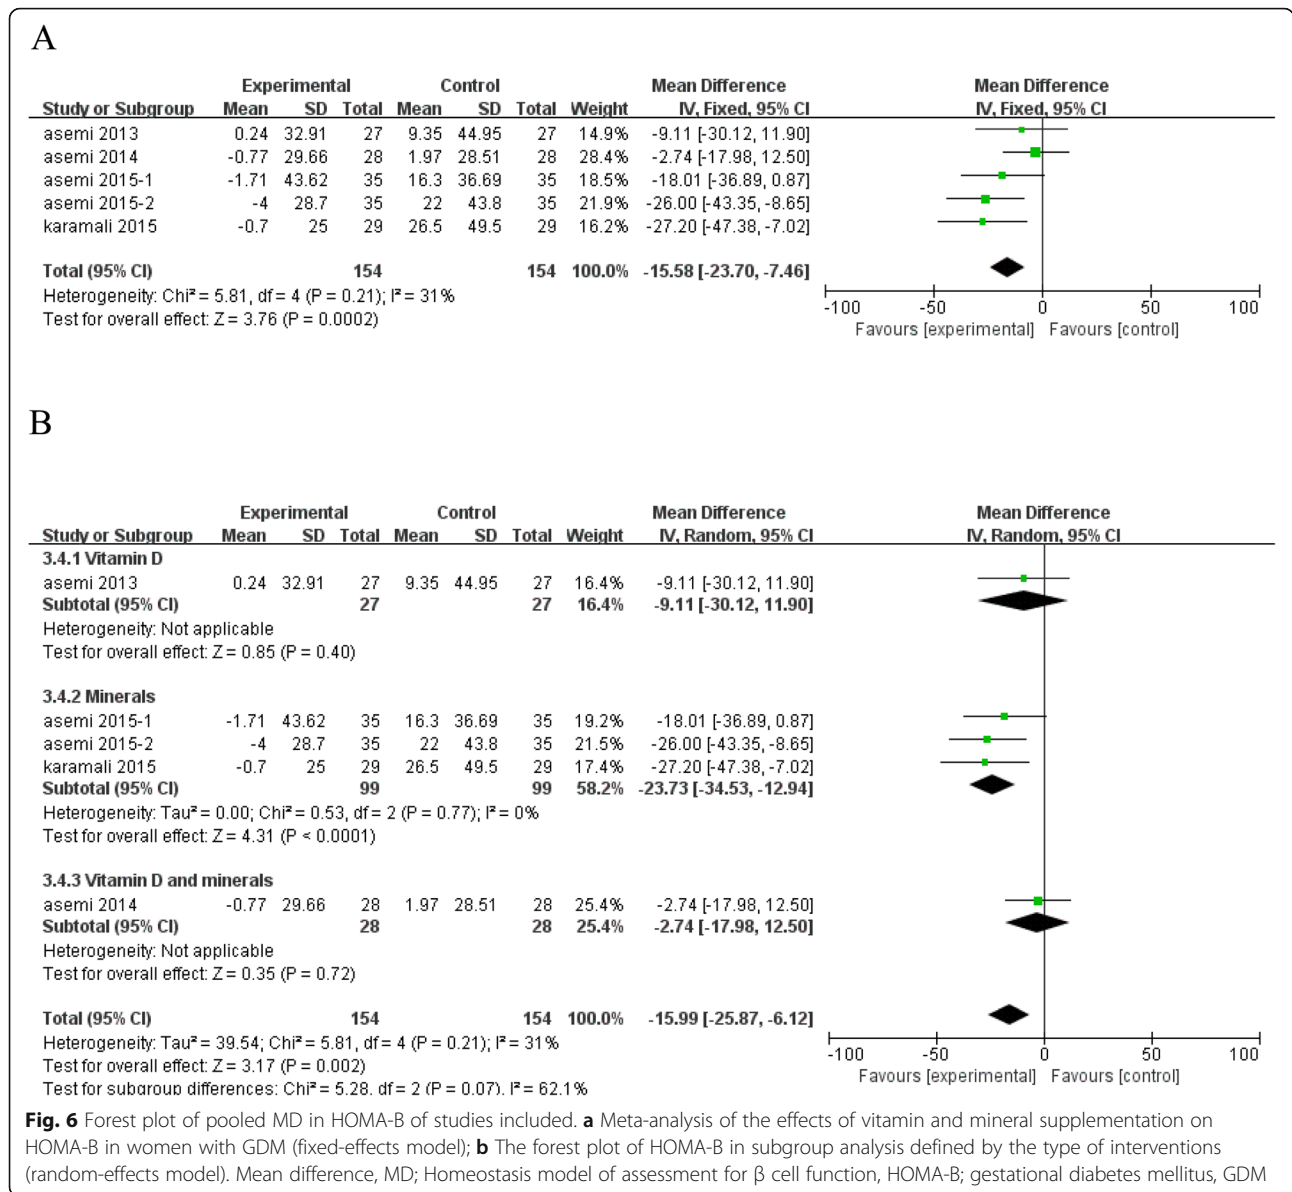 A
Experimental Control Mean Difference Mean Difference
Study or Subgroup Mean SD Total Mean SD Total Weight IV, Fixed, 95% CI IV, Fixed, 95% CI
asemi 2013 0.24 32.91 27 9.35 44.95 27 14.9% -9.11 [-30.12, 11.90]
asemi 2014 -0.77 29.66 28 1.97 28.51 28 28.4% -2.74 [-17.98, 12.50]
asemi 2015-1 -1.71 43.62 35 16.3 36.69 35 18.5% -18.01 [-36.89, 0.87]
asemi 2015-2 -4 28.7 35 22 43.8 35 21.9% -26.00 [-43.35, -8.65]
karamali 2015 -0.7 25 29 26.5 49.5 29 16.2% -27.20 [-47.38, -7.02]
Total (95% CI) 154 154 100.0% -15.58 [-23.70, -7.46]
Heterogeneity: Chi² = 5.81, df = 4 (P = 0.21); I² = 31%
Test for overall effect: Z = 3.76 (P = 0.0002)
-100 -50 0 50 100
Favours [experimental] Favours [control]
B
Experimental Control Mean Difference Mean Difference
Study or Subgroup Mean SD Total Mean SD Total Weight IV, Random, 95% CI IV, Random, 95% CI
3.4.1 Vitamin D
asemi 2013 0.24 32.91 27 9.35 44.95 27 16.4% -9.11 [-30.12, 11.90]
Subtotal (95% CI) 27 27 16.4% -9.11 [-30.12, 11.90]
Heterogeneity: Not applicable
Test for overall effect: Z = 0.85 (P = 0.40)
3.4.2 Minerals
asemi 2015-1 -1.71 43.62 35 16.3 36.69 35 19.2% -18.01 [-36.89, 0.87]
asemi 2015-2 -4 28.7 35 22 43.8 35 21.5% -26.00 [-43.35, -8.65]
karamali 2015 -0.7 25 29 26.5 49.5 29 17.4% -27.20 [-47.38, -7.02]
Subtotal (95% CI) 99 99 58.2% -23.73 [-34.53, -12.94]
Heterogeneity: Tau² = 0.00; Chi² = 0.53, df = 2 (P = 0.77); I² = 0%
Test for overall effect: Z = 4.31 (P < 0.0001)
3.4.3 Vitamin D and minerals
asemi 2014 -0.77 29.66 28 1.97 28.51 28 25.4% -2.74 [-17.98, 12.50]
Subtotal (95% CI) 28 28 25.4% -2.74 [-17.98, 12.50]
Heterogeneity: Not applicable
Test for overall effect: Z = 0.35 (P = 0.72)
Total (95% CI) 154 154 100.0% -15.99 [-25.87, -6.12]
Heterogeneity: Tau² = 39.54; Chi² = 5.81, df = 4 (P = 0.21); I² = 31%
Test for overall effect: Z = 3.17 (P = 0.002)
Test for subgroup differences: Chi² = 5.28, df = 2 (P = 0.07), I² = 62.1%
-100 -50 0 50 100
Favours [experimental] Favours [control]
Fig. 6 Forest plot of pooled MD in HOMA-B of studies included. a Meta-analysis of the effects of vitamin and mineral supplementation on
HOMA-B in women with GDM (fixed-effects model); b The forest plot of HOMA-B in subgroup analysis defined by the type of interventions
(random-effects model). Mean difference, MD; Homeostasis model of assessment for β cell function, HOMA-B; gestational diabetes mellitus, GDM